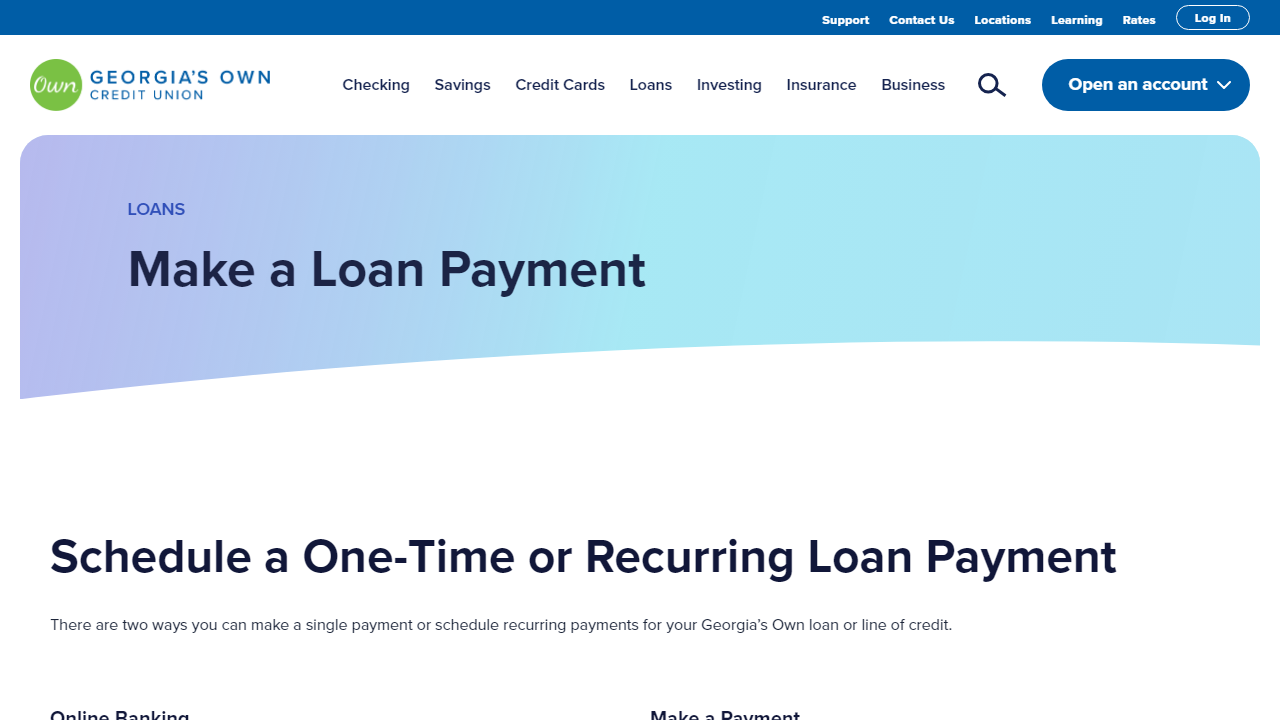 Support Contact Us Locations Learning Rates Log In
Own GEORGIA'S OWN
CREDIT UNION
Checking Savings Credit Cards Loans Investing Insurance Business Open an account
LOANS
Make a Loan Payment
Schedule a One-Time or Recurring Loan Payment
There are two ways you can make a single payment or schedule recurring payments for your Georgia’s Own loan or line of credit.
Online Banking Make a Payment